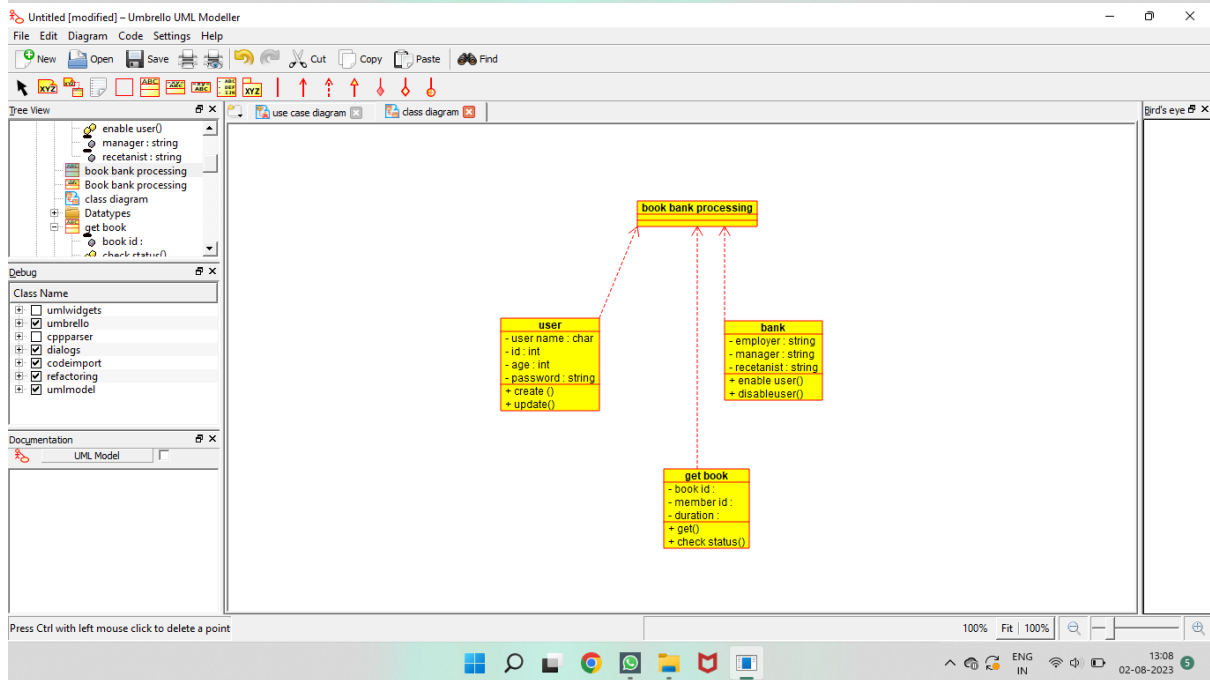 Untitled [modified] – Umbrello UML Modeller
File Edit Diagram Code Settings Help
New Open Save Cut Copy Paste Find
Tree View
enable user()
manager : string
recetanist : string
book bank processing
Book bank processing
class diagram
Datatypes
get book
book id :
check status()
Debug
Class Name
umlwidgets
umbrello
cppparser
dialogs
codeimport
refactoring
umlmodel
Documentation
UML Model
use case diagram class diagram
book bank processing
user
- user name : char
- id : int
- age : int
- password : string
+ create ()
+ update()
bank
- employer : string
- manager : string
- recetanist : string
+ enable user()
+ disableuser()
get book
- book id :
- member id :
- duration :
+ get()
+ check status()
Bird's eye
Press Ctrl with left mouse click to delete a point
100% Fit 100%
ENG
IN
13:08
02-08-2023
5